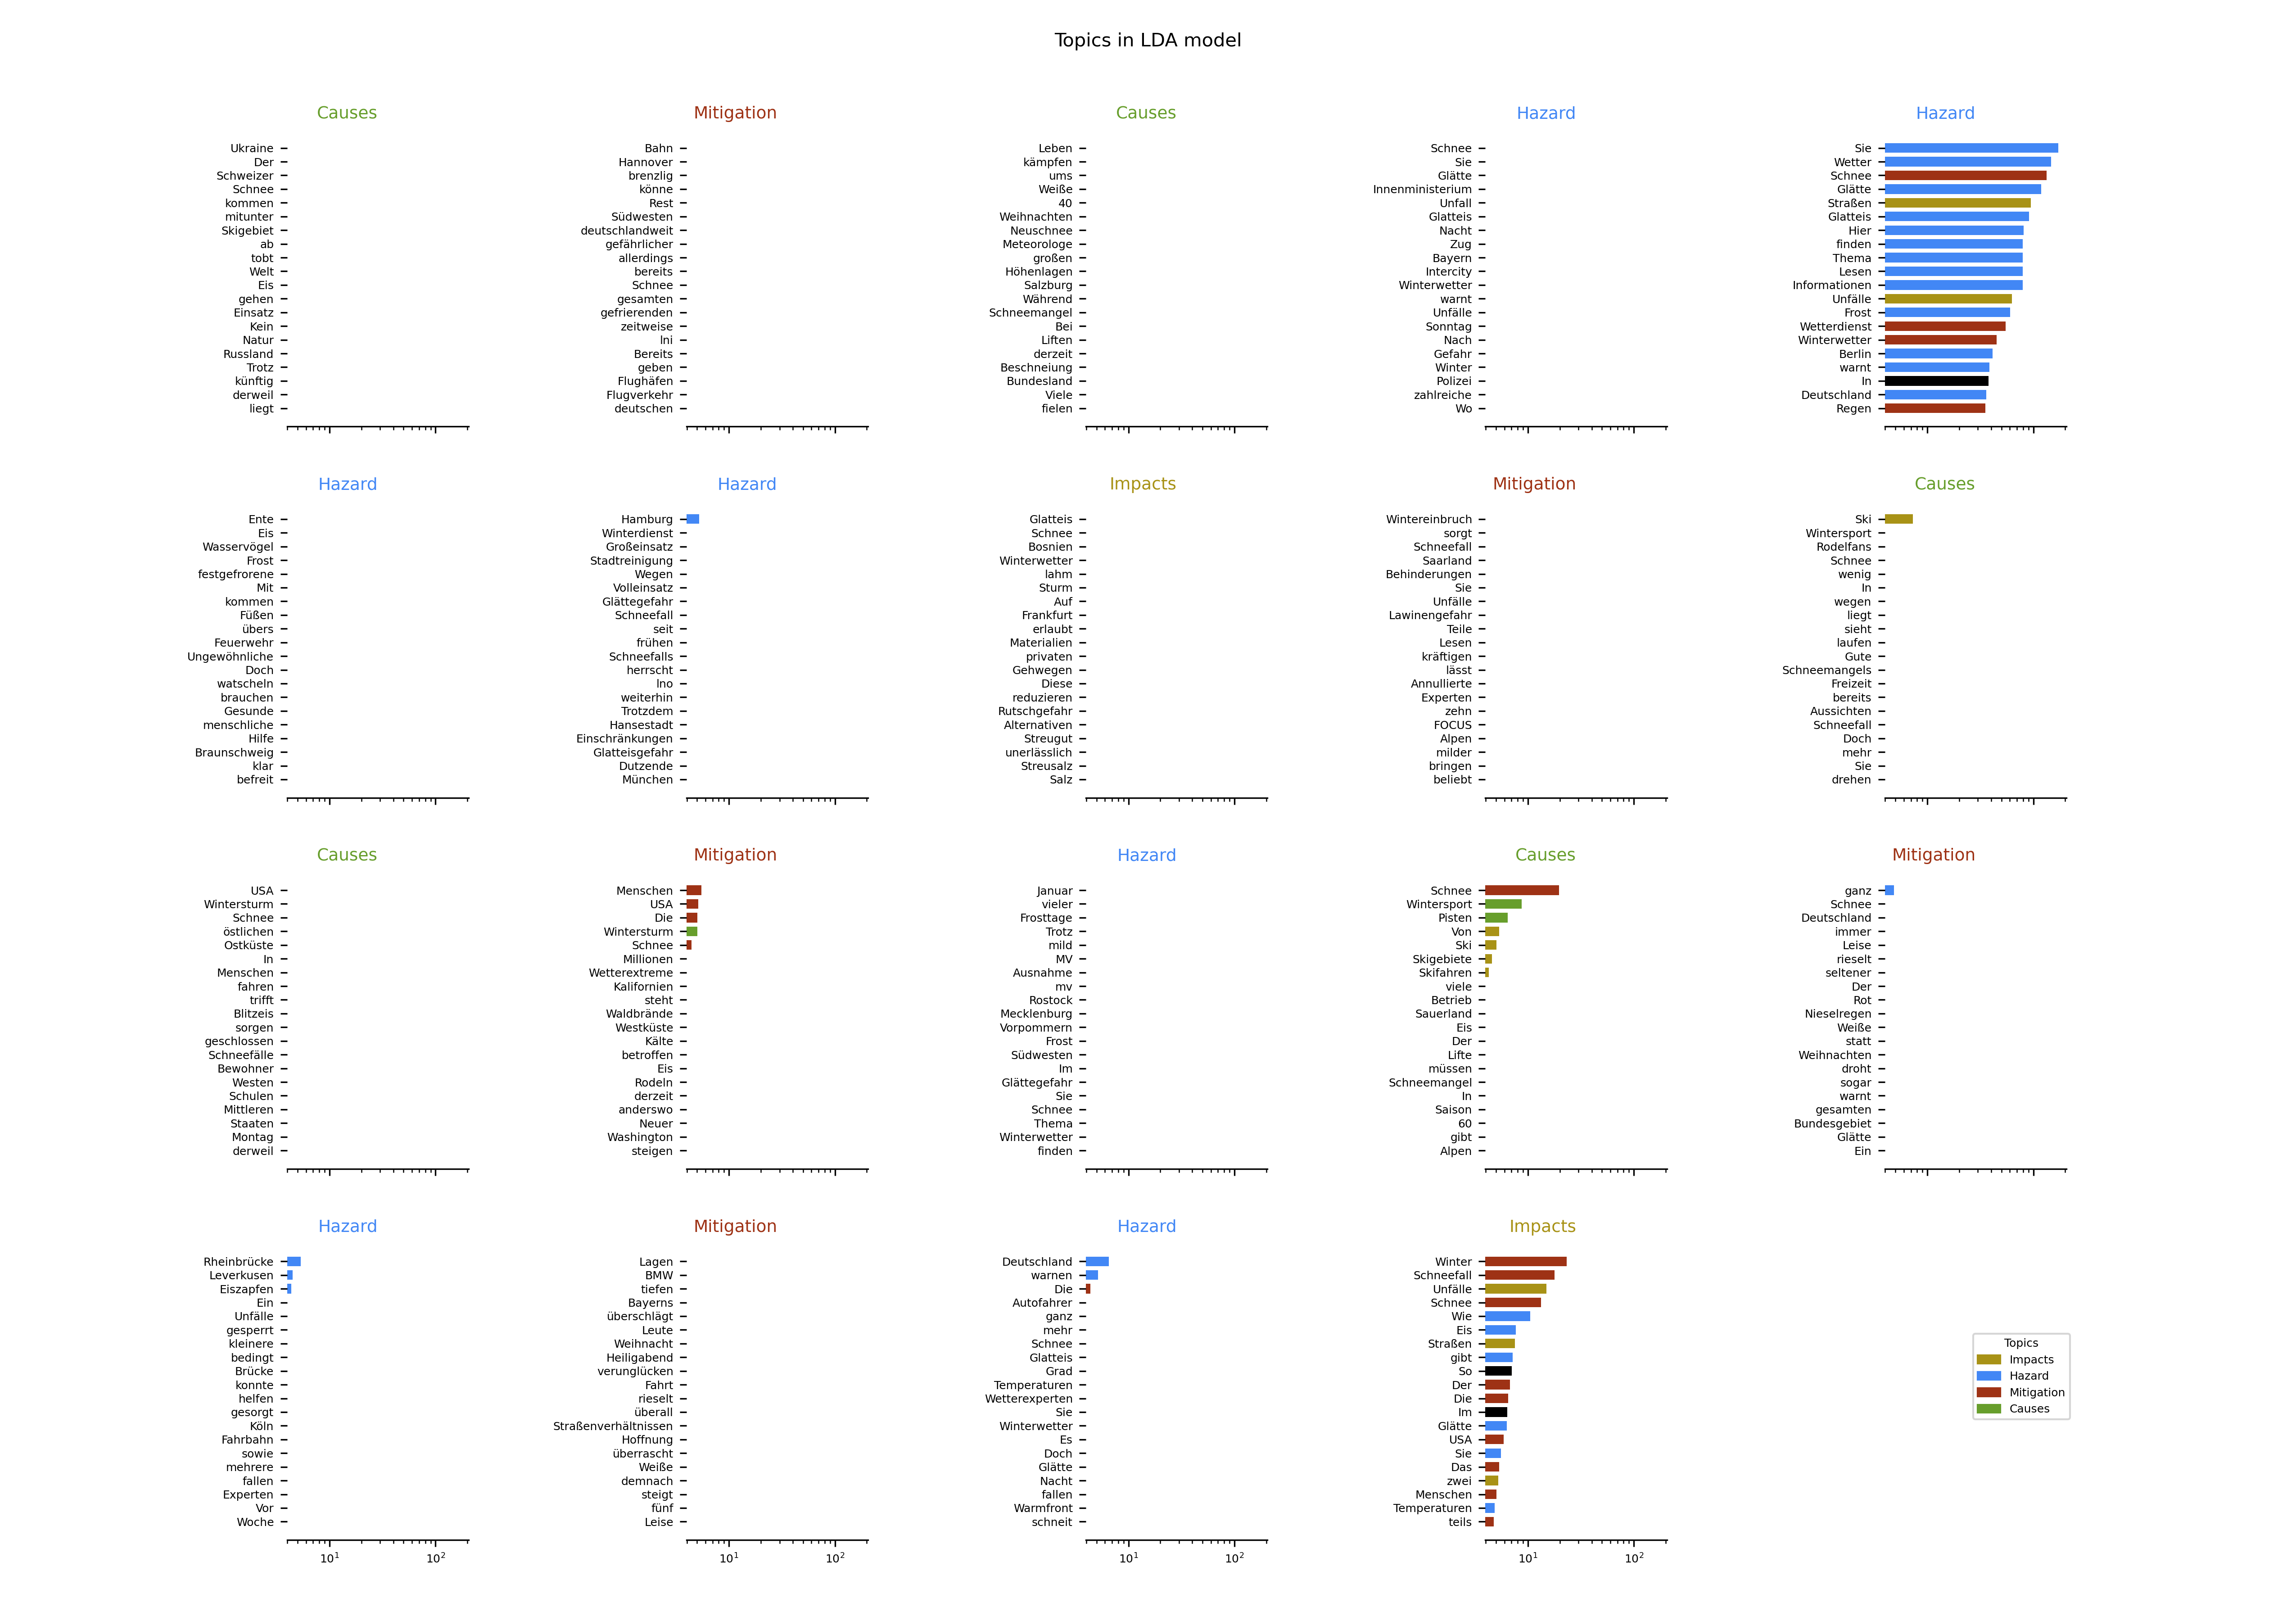 Topics in LDA model
Causes
Ukraine
Der
Schweizer
Schnee
kommen
mitunter
Skigebiet
ab
tobt
Welt
Eis
gehen
Einsatz
Kein
Natur
Russland
Trotz
künftig
derweil
liegt
Mitigation
Bahn
Hannover
brenzlig
könne
Rest
Südwesten
deutschlandweit
gefährlicher
allerdings
bereits
Schnee
gesamten
gefrierenden
zeitweise
Ini
Bereits
geben
Flughäfen
Flugverkehr
deutschen
Causes
Leben
kämpfen
ums
Weiße
40
Weihnachten
Neuschnee
Meteorologe
großen
Höhenlagen
Salzburg
Während
Schneemangel
Bei
Liften
derzeit
Beschneiung
Bundesland
Viele
fielen
Hazard
Schnee
Sie
Glätte
Innenministerium
Unfall
Glatteis
Nacht
Zug
Bayern
Intercity
Winterwetter
warnt
Unfälle
Sonntag
Nach
Gefahr
Winter
Polizei
zahlreiche
Wo
Hazard
Sie
Wetter
Schnee
Glätte
Straßen
Glatteis
Hier
finden
Thema
Lesen
Informationen
Unfälle
Frost
Wetterdienst
Winterwetter
Berlin
warnt
In
Deutschland
Regen
Hazard
Ente
Eis
Wasservögel
Frost
festgefrorene
Mit
kommen
Füßen
übers
Feuerwehr
Ungewöhnliche
Doch
watscheln
brauchen
Gesunde
menschliche
Hilfe
Braunschweig
klar
befreit
Hazard
Hamburg
Winterdienst
Großeinsatz
Stadtreinigung
Wegen
Volleinsatz
Glättegefahr
Schneefall
seit
frühen
Schneefalls
herrscht
Ino
weiterhin
Trotzdem
Hansestadt
Einschränkungen
Glatteisgefahr
Dutzende
München
Impacts
Glatteis
Schnee
Bosnien
Winterwetter
lahm
Sturm
Auf
Frankfurt
erlaubt
Materialien
privaten
Gehwegen
Diese
reduzieren
Rutschgefahr
Alternativen
Streugut
unerlässlich
Streusalz
Salz
Mitigation
Wintereinbruch
sorgt
Schneefall
Saarland
Behinderungen
Sie
Unfälle
Lawinengefahr
Teile
Lesen
kräftigen
lässt
Annullierte
Experten
zehn
FOCUS
Alpen
milder
bringen
beliebt
Causes
Ski
Wintersport
Rodelfans
Schnee
wenig
In
wegen
liegt
sieht
laufen
Gute
Schneemangels
Freizeit
bereits
Aussichten
Schneefall
Doch
mehr
Sie
drehen
Causes
USA
Wintersturm
Schnee
östlichen
Ostküste
In
Menschen
fahren
trifft
Blitzeis
sorgen
geschlossen
Schneefälle
Bewohner
Westen
Schulen
Mittleren
Staaten
Montag
derweil
Mitigation
Menschen
USA
Die
Wintersturm
Schnee
Millionen
Wetterextreme
Kalifornien
steht
Waldbrände
Westküste
Kälte
betroffen
Eis
Rodeln
derzeit
anderswo
Neuer
Washington
steigen
Hazard
Januar
vieler
Frosttage
Trotz
mild
MV
Ausnahme
mv
Rostock
Mecklenburg
Vorpommern
Frost
Südwesten
Im
Glättegefahr
Sie
Schnee
Thema
Winterwetter
finden
Causes
Schnee
Wintersport
Pisten
Von
Ski
Skigebiete
Skifahren
viele
Betrieb
Sauerland
Eis
Der
Lifte
müssen
Schneemangel
In
Saison
60
gibt
Alpen
Mitigation
ganz
Schnee
Deutschland
immer
Leise
rieselt
seltener
Der
Rot
Nieselregen
Weiße
statt
Weihnachten
droht
sogar
warnt
gesamten
Bundesgebiet
Glätte
Ein
Hazard
Rheinbrücke
Leverkusen
Eiszapfen
Ein
Unfälle
gesperrt
kleinere
bedingt
Brücke
konnte
helfen
gesorgt
Köln
Fahrbahn
sowie
mehrere
fallen
Experten
Vor
Woche
10¹ 10²
Mitigation
Lagen
BMW
tiefen
Bayerns
überschlägt
Leute
Weihnacht
Heiligabend
verunglücken
Fahrt
rieselt
überall
Straßenverhältnissen
Hoffnung
überrascht
Weiße
demnach
steigt
fünf
Leise
10¹ 10²
Hazard
Deutschland
warnen
Die
Autofahrer
ganz
mehr
Schnee
Glatteis
Grad
Temperaturen
Wetterexperten
Sie
Winterwetter
Es
Doch
Glätte
Nacht
fallen
Warmfront
schneit
10¹ 10²
Impacts
Winter
Schneefall
Unfälle
Schnee
Wie
Eis
Straßen
gibt
So
Der
Die
Im
Glätte
USA
Sie
Das
zwei
Menschen
Temperaturen
teils
10¹ 10²
Topics
Impacts
Hazard
Mitigation
Causes